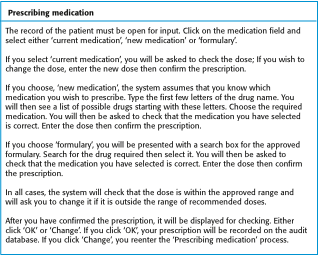 Prescribing medication
The record of the patient must be open for input. Click on the medication field and
select either ‘current medication’, ‘new medication’ or ‘formulary’.
If you select ‘current medication’, you will be asked to check the dose; If you wish to
change the dose, enter the new dose then confirm the prescription.
If you choose, ‘new medication’, the system assumes that you know which
medication you wish to prescribe. Type the first few letters of the drug name. You
will then see a list of possible drugs starting with these letters. Choose the required
medication. You will then be asked to check that the medication you have selected
is correct. Enter the dose then confirm the prescription.
If you choose ‘formulary’, you will be presented with a search box for the approved
formulary. Search for the drug required then select it. You will then be asked to
check that the medication you have selected is correct. Enter the dose then confirm
the prescription.
In all cases, the system will check that the dose is within the approved range and
will ask you to change it if it is outside the range of recommended doses.
After you have confirmed the prescription, it will be displayed for checking. Either
click ‘OK’ or ‘Change’. If you click ‘OK’, your prescription will be recorded on the audit
database. If you click ‘Change’, you reenter the ‘Prescribing medication’ process.